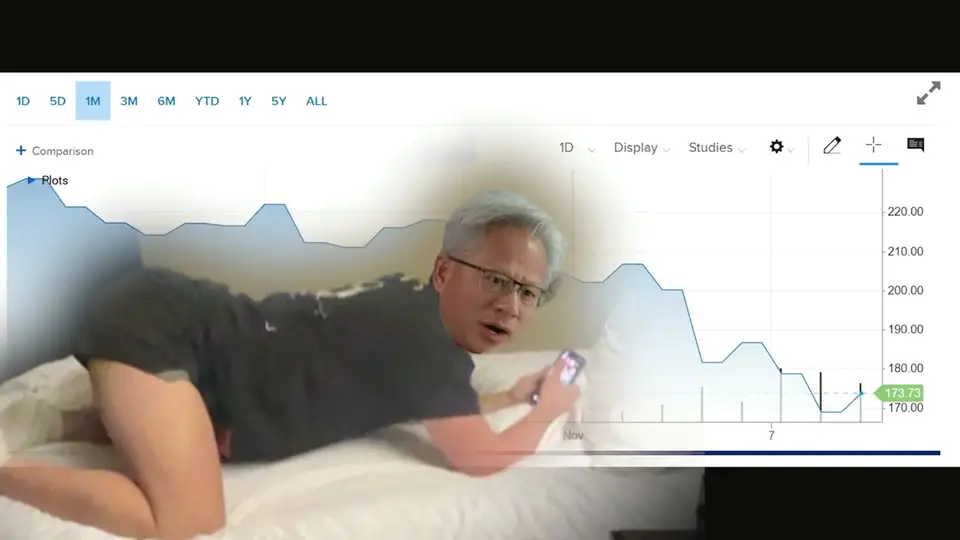 1D 5D 1M 3M 6M YTD 1Y 5Y ALL
+ Comparison
1D Display Studies
Plots
220.00
210.00
200.00
190.00
180.00
173.73
170.00
Nov 7